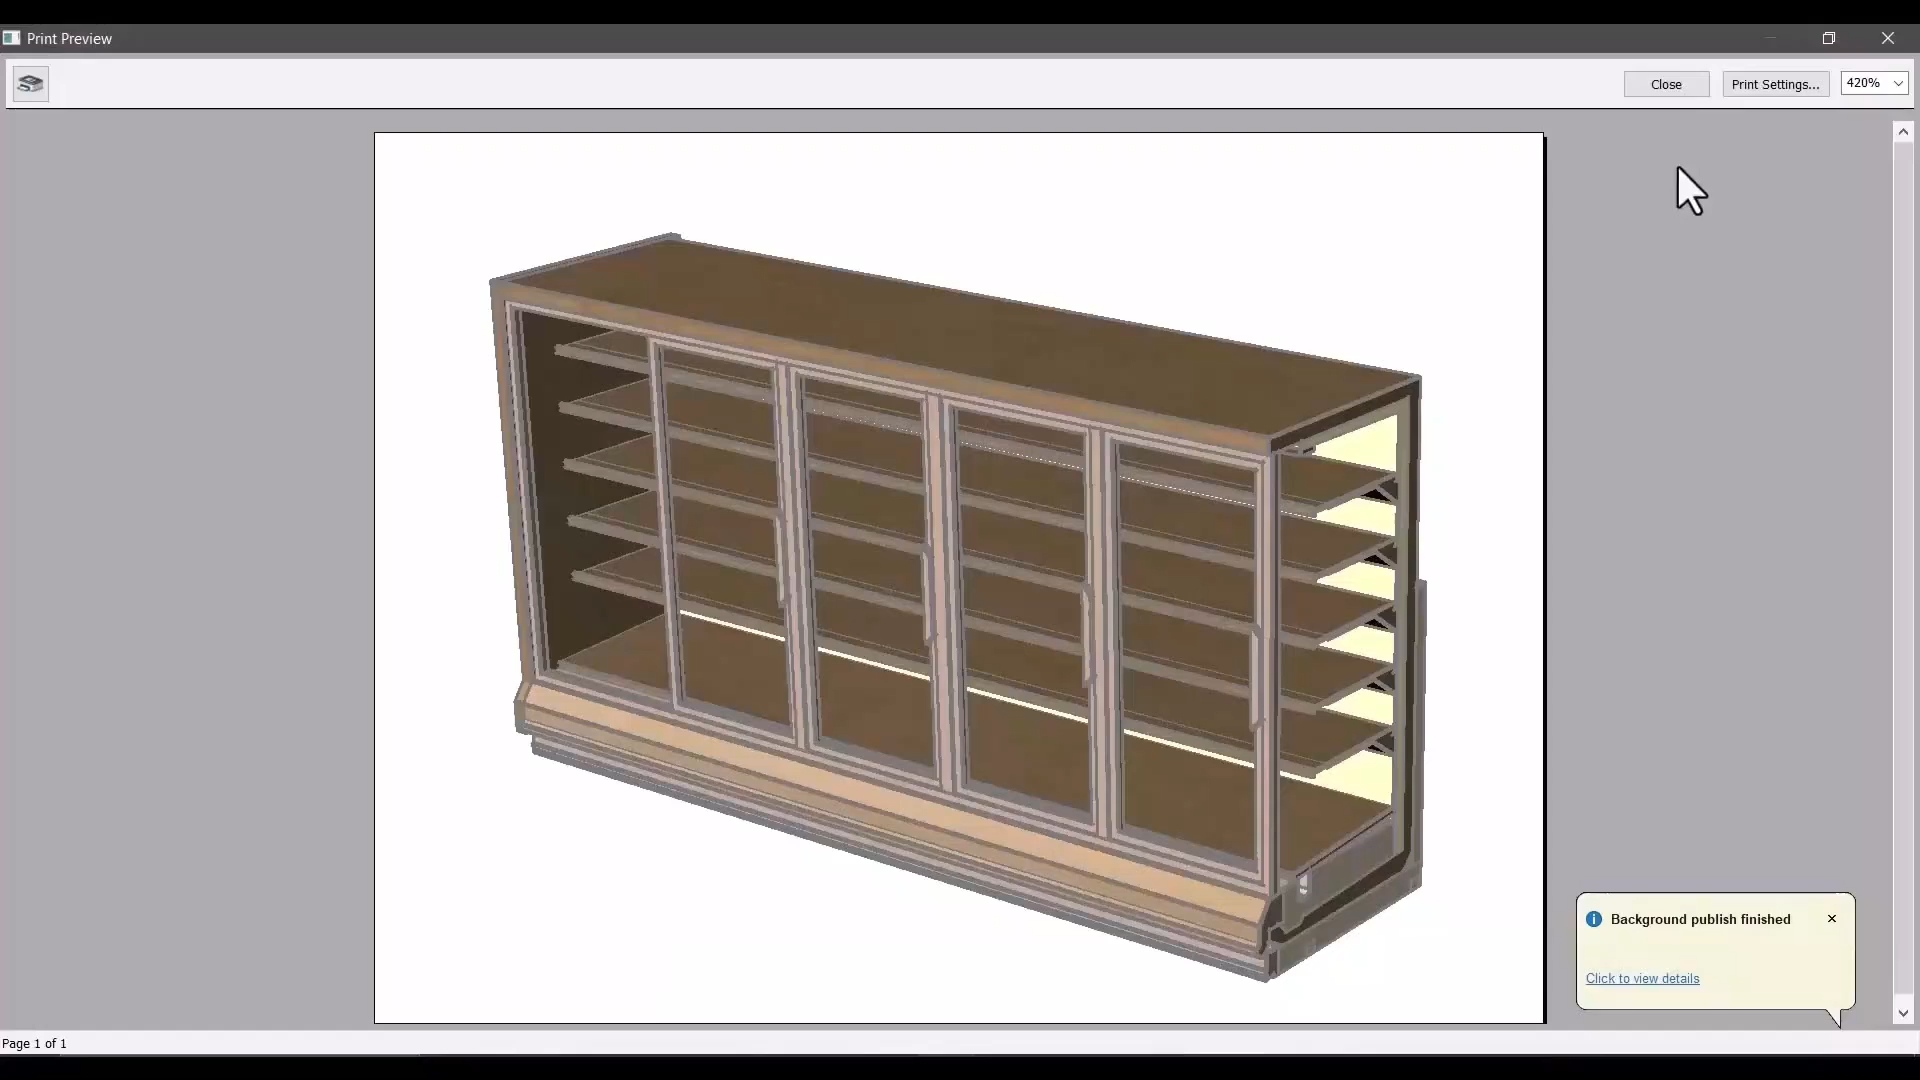 Print Preview
Close
Print Settings...
420%
Background publish finished
Click to view details
Page 1 of 1